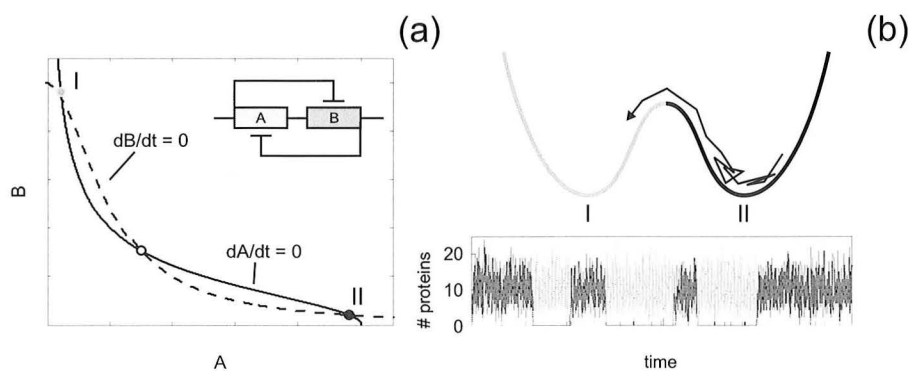 (a)
I
A
B
dB/dt = 0
B
dA/dt = 0
II
A
(b)
I
II
20
10
0
# proteins
time